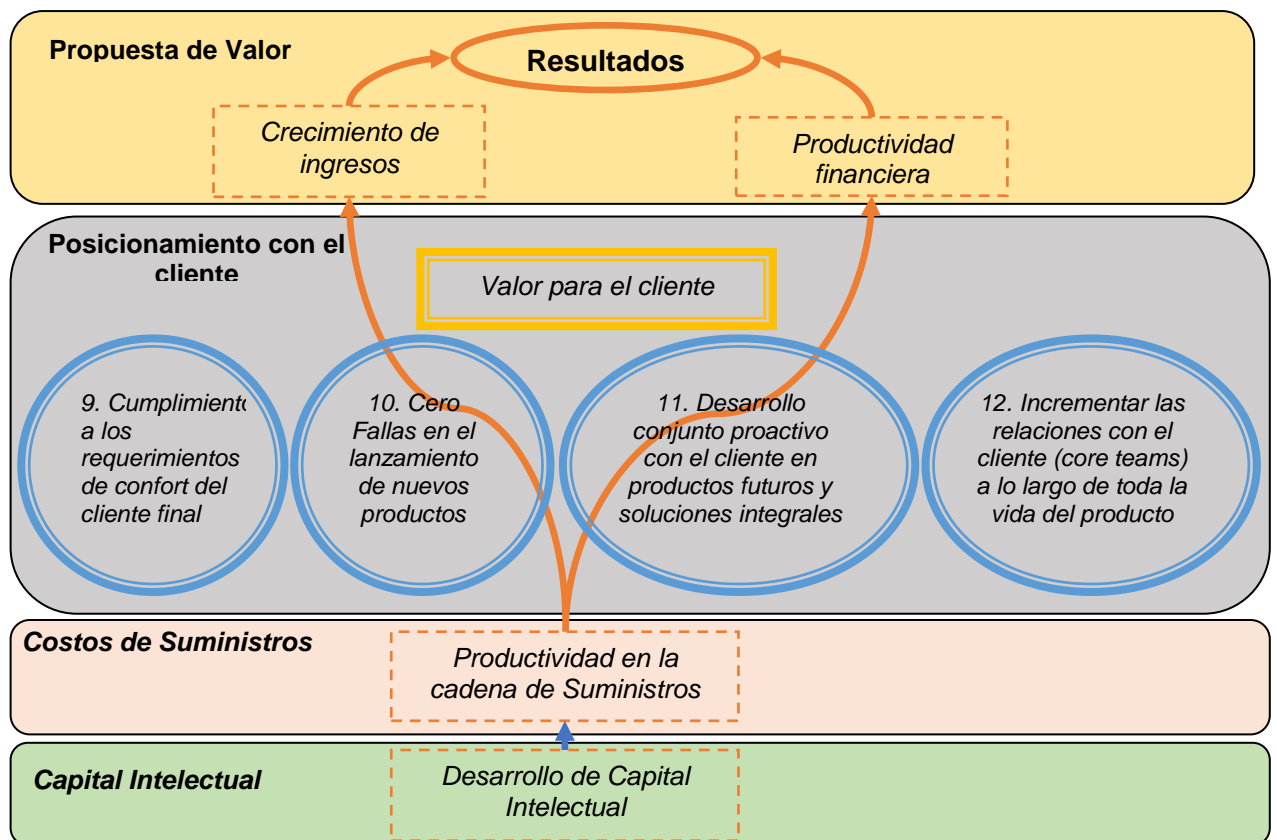 Propuesta de Valor
Resultados
Crecimiento de
ingresos
Productividad
financiera
Posicionamiento con el
cliente
Valor para el cliente
9. Cumplimiento
a los
requerimientos
de confort del
cliente final
10. Cero
Fallas en el
lanzamiento
de nuevos
productos
11. Desarrollo
conjunto proactivo
con el cliente en
productos futuros y
soluciones integrales
12. Incrementar las
relaciones con el
cliente (core teams)
a lo largo de toda la
vida del producto
Costos de Suministros
Productividad en la
cadena de Suministros
Capital Intelectual
Desarrollo de Capital
Intelectual